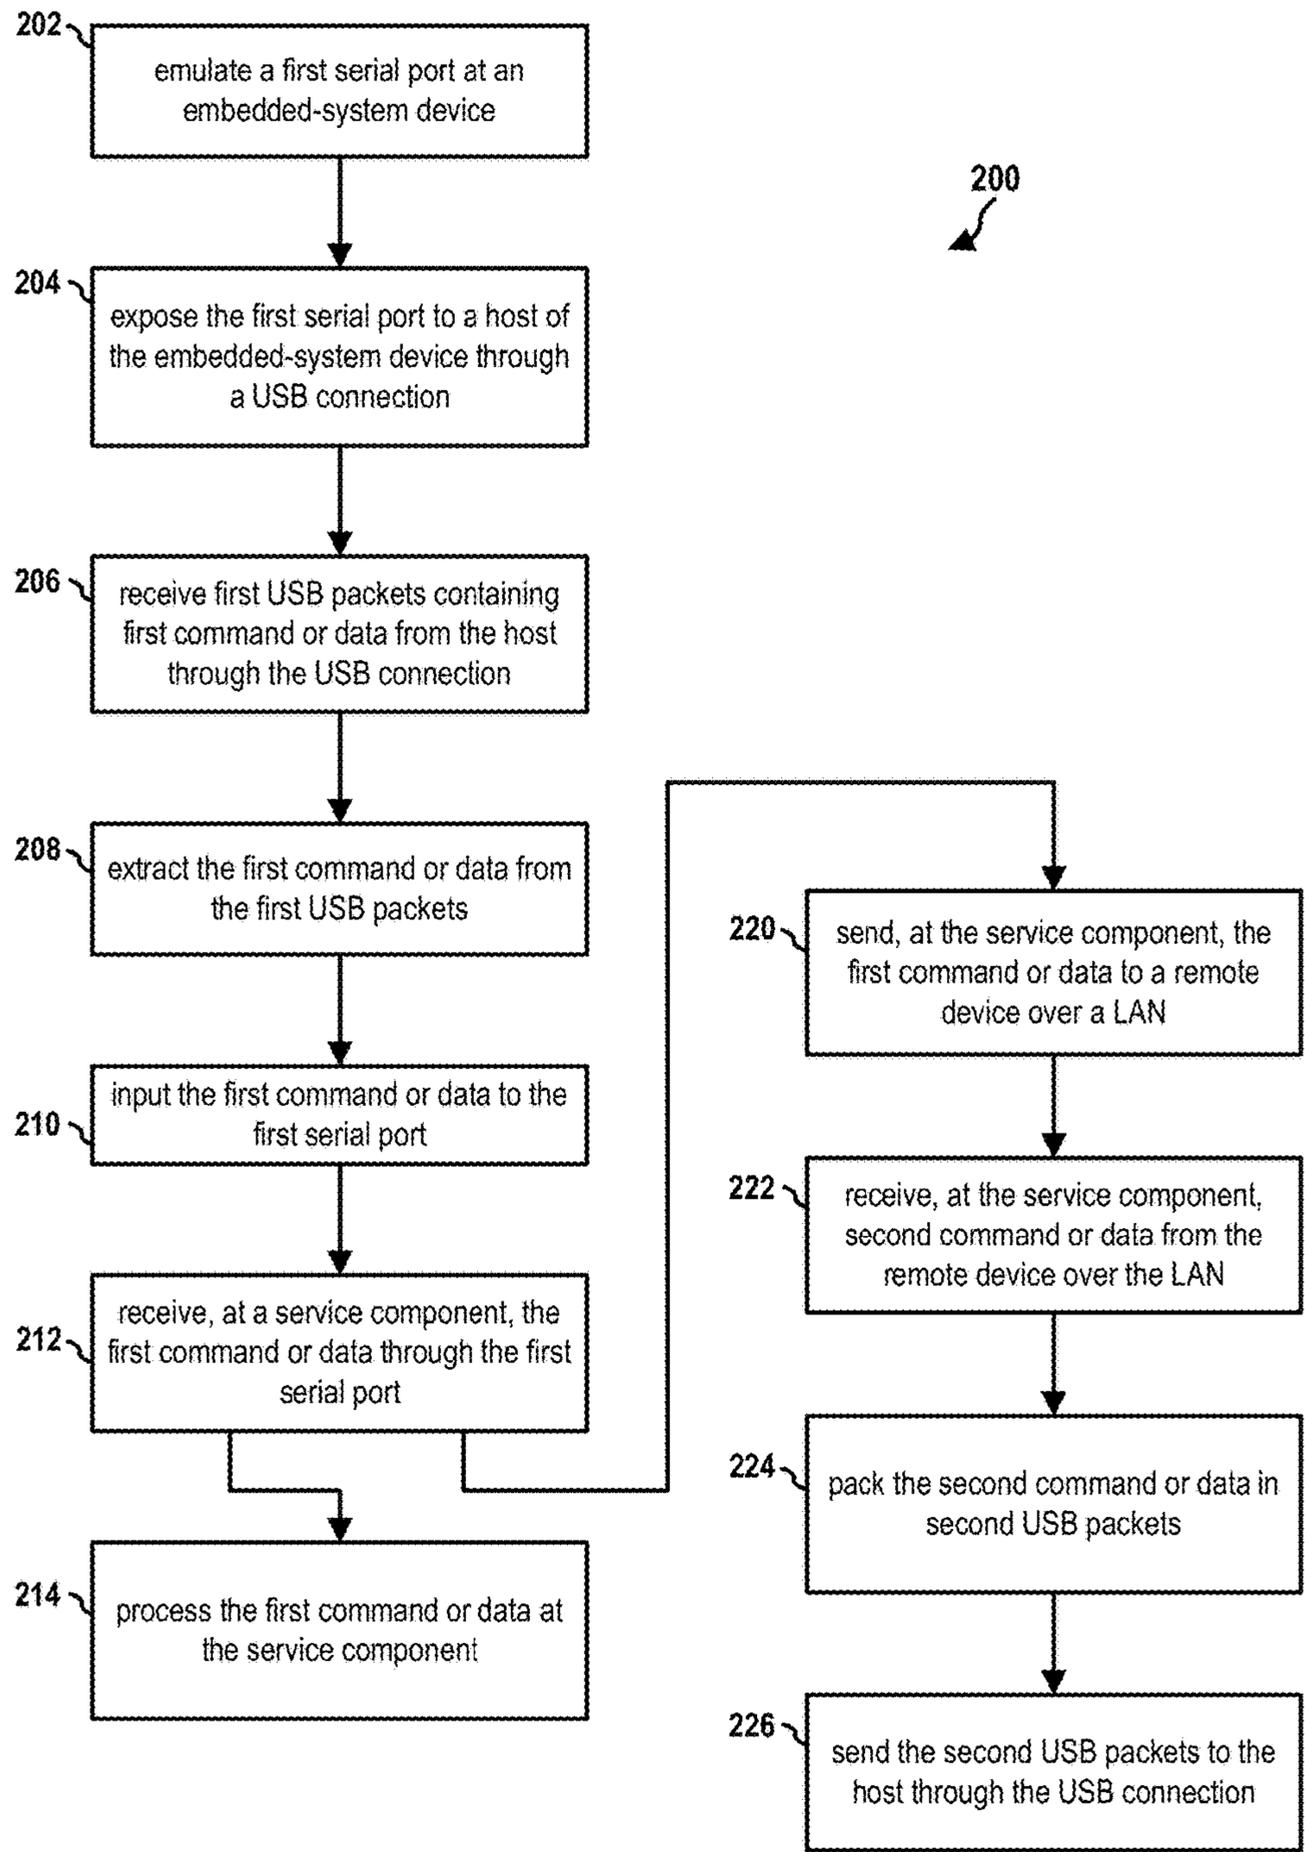 202
emulate a first serial port at an
embedded-system device
200
204
expose the first serial port to a host of
the embedded-system device through
a USB connection
206
receive first USB packets containing
first command or data from the host
through the USB connection
208
extract the first command or data from
the first USB packets
210
input the first command or data to the
first serial port
212
receive, at a service component, the
first command or data through the first
serial port
214
process the first command or data at
the service component
220
send, at the service component, the
first command or data to a remote
device over a LAN
222
receive, at the service component,
second command or data from the
remote device over the LAN
224
pack the second command or data in
second USB packets
226
send the second USB packets to the
host through the USB connection